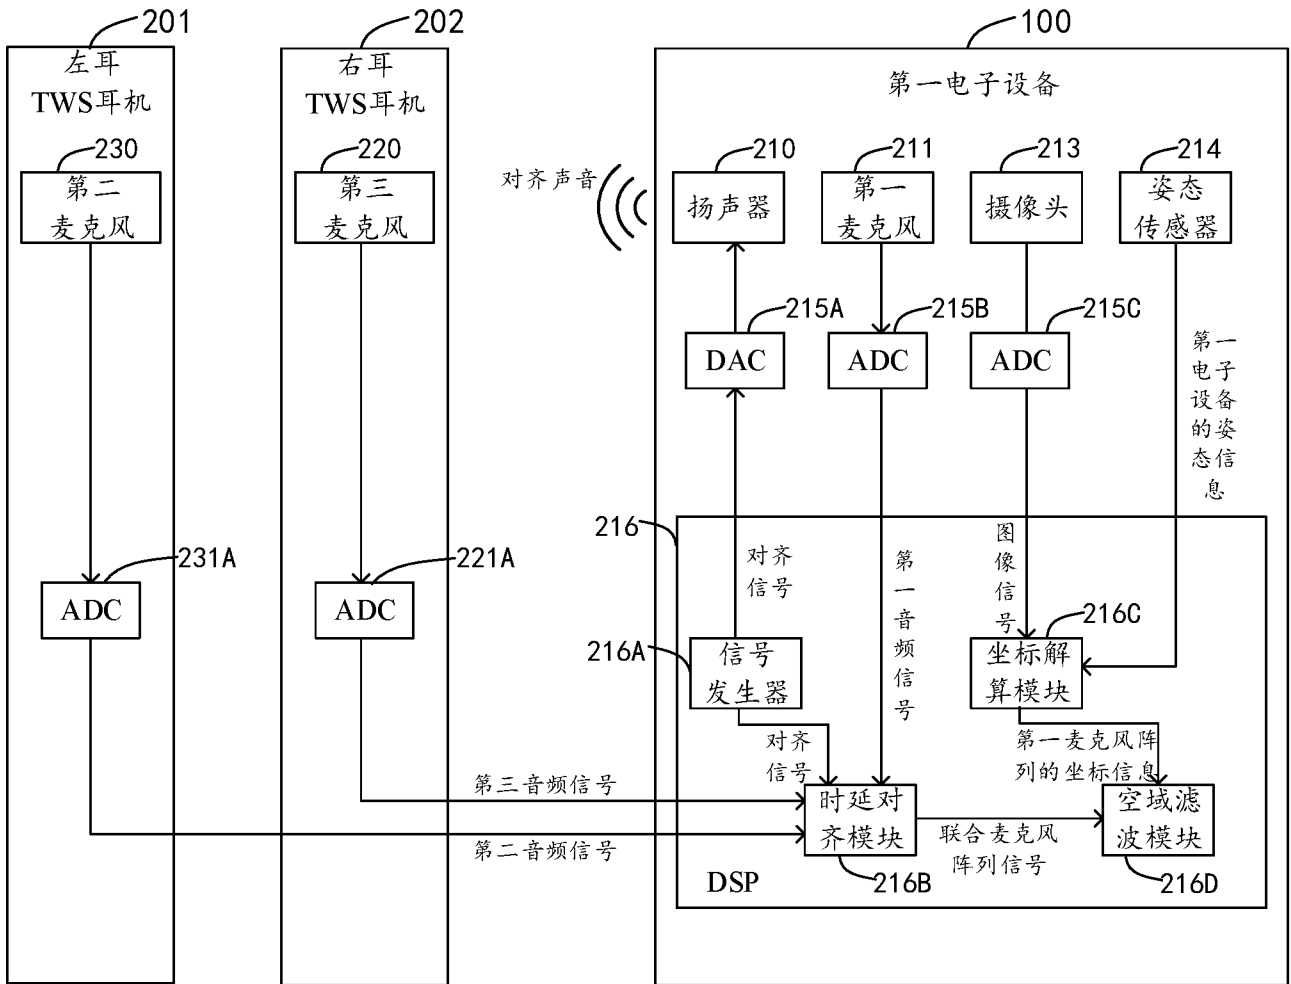 201
202
100
左耳
TWS耳机
右耳
TWS耳机
第一电子设备
230
220
210
211
213
214
第二
麦克风
第三
麦克风
对齐声音
扬声器
第一
麦克风
摄像头
姿态
传感器
215A
215B
215C
DAC
ADC
ADC
第一
电子
设备
的姿
态信
息
216
231A
221A
ADC
ADC
对齐
信号
第一音频信号
图像信号
216A
信号
发生器
216C
坐标解
算模块
对齐
信号
第一麦克风阵
列的坐标信息
第三音频信号
第二音频信号
时延对
齐模块
联合麦克风
阵列信号
空域滤
波模块
DSP
216B
216D